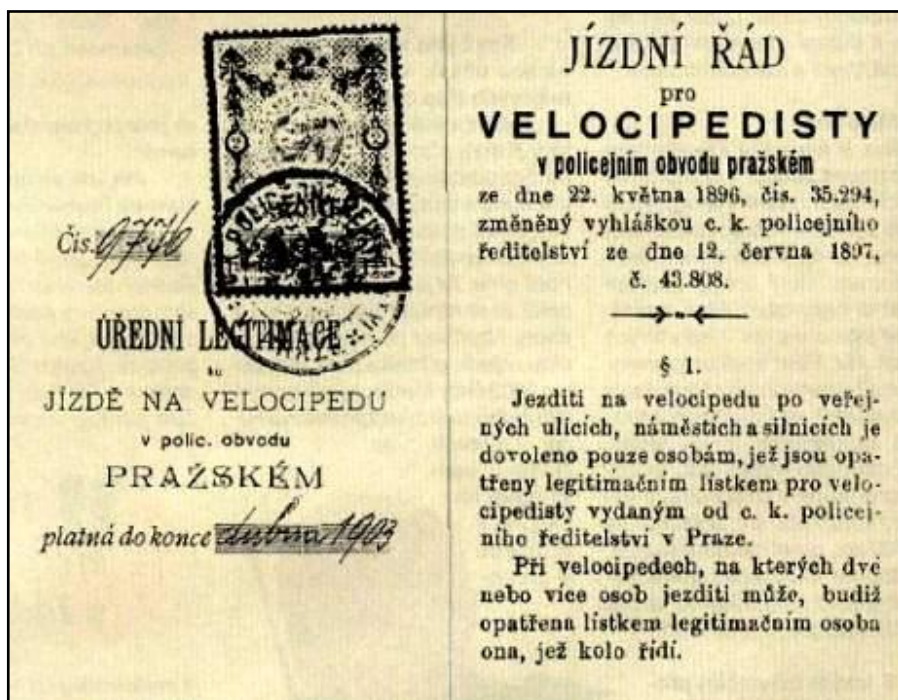 2
Čís. 9776
ÚŘEDNÍ LEGITIMACE
ku
JÍZDĚ NA VELOCIPEDU
v polic. obvodu
PRAŽSKÉM
platná do konce dubna 1903
JÍZDNÍ ŘÁD
pro
VELOCIPEDISTY
v policejním obvodu pražském
ze dne 22. května 1896, čís. 35.294,
změněný vyhláškou c. k. policejního
ředitelství ze dne 12. června 1897,
č. 43.808.
§ 1.
Jezditi na velocipedu po veřej-
ných ulicích, náměstích a silnicích je
dovoleno pouze osobám, jež jsou opa-
třeny legitimačním lístkem pro velo-
cipedisty vydaným od c. k. policej-
ního ředitelství v Praze.
Při velocipedech, na kterých dvě
nebo více osob jezditi může, budiž
opatřena lístkem legitimačním osoba
ona, jež kolo řídí.